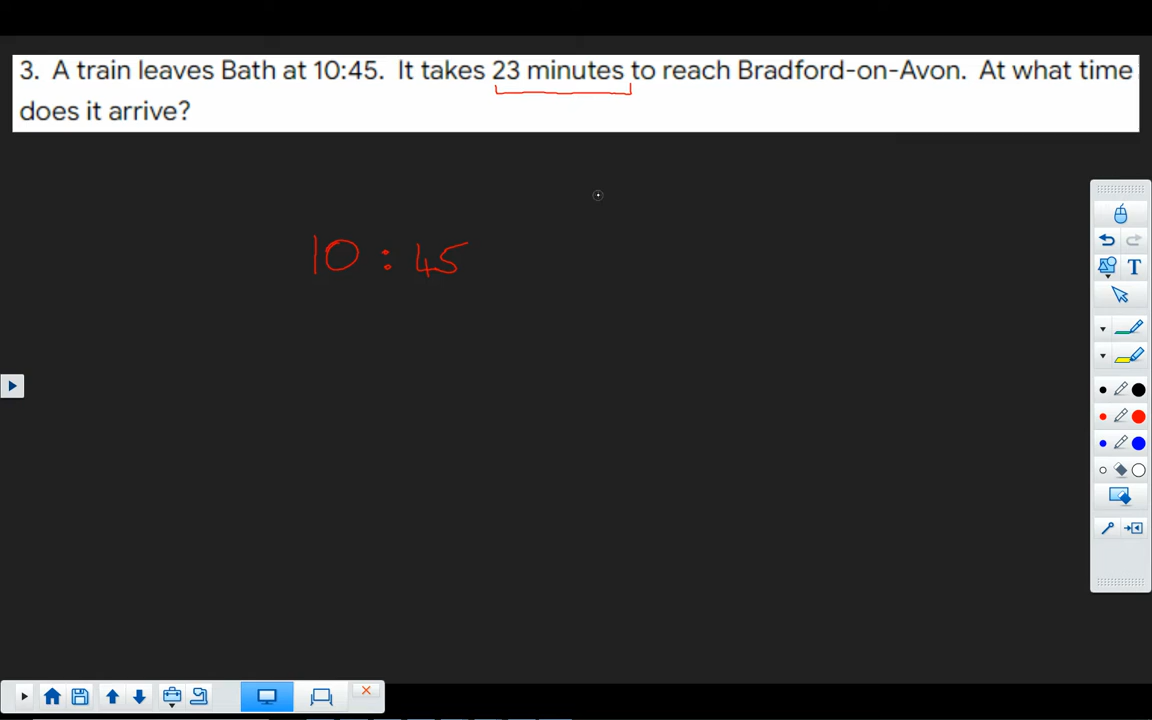 3. A train leaves Bath at 10:45. It takes 23 minutes to reach Bradford-on-Avon. At what time
does it arrive?
10 : 45
T